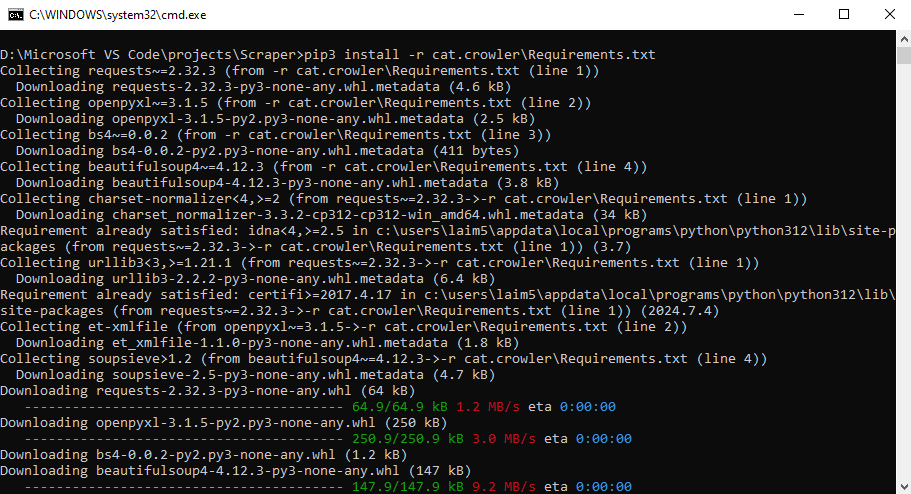 C:\WINDOWS\system32\cmd.exe
D:\Microsoft VS Code\projects\Scraper>pip3 install -r cat.crowler\Requirements.txt
Collecting requests~=2.32.3 (from -r cat.crowler\Requirements.txt (line 1))
  Downloading requests-2.32.3-py3-none-any.whl.metadata (4.6 kB)
Collecting openpyxl~=3.1.5 (from -r cat.crowler\Requirements.txt (line 2))
  Downloading openpyxl-3.1.5-py2.py3-none-any.whl.metadata (2.5 kB)
Collecting bs4~=0.0.2 (from -r cat.crowler\Requirements.txt (line 3))
  Downloading bs4-0.0.2-py2.py3-none-any.whl.metadata (411 bytes)
Collecting beautifulsoup4~=4.12.3 (from -r cat.crowler\Requirements.txt (line 4))
  Downloading beautifulsoup4-4.12.3-py3-none-any.whl.metadata (3.8 kB)
Collecting charset-normalizer<4,>=2 (from requests~=2.32.3->-r cat.crowler\Requirements.txt (line 1))
  Downloading charset_normalizer-3.3.2-cp312-cp312-win_amd64.whl.metadata (34 kB)
Requirement already satisfied: idna<4,>=2.5 in c:\users\laim5\appdata\local\programs\python\python312\lib\site-p
ackages (from requests~=2.32.3->-r cat.crowler\Requirements.txt (line 1)) (3.7)
Collecting urllib3<3,>=1.21.1 (from requests~=2.32.3->-r cat.crowler\Requirements.txt (line 1))
  Downloading urllib3-2.2.2-py3-none-any.whl.metadata (6.4 kB)
Requirement already satisfied: certifi>=2017.4.17 in c:\users\laim5\appdata\local\programs\python\python312\lib\
site-packages (from requests~=2.32.3->-r cat.crowler\Requirements.txt (line 1)) (2024.7.4)
Collecting et-xmlfile (from openpyxl~=3.1.5->-r cat.crowler\Requirements.txt (line 2))
  Downloading et_xmlfile-1.1.0-py3-none-any.whl.metadata (1.8 kB)
Collecting soupsieve>1.2 (from beautifulsoup4~=4.12.3->-r cat.crowler\Requirements.txt (line 4))
  Downloading soupsieve-2.5-py3-none-any.whl.metadata (4.7 kB)
Downloading requests-2.32.3-py3-none-any.whl (64 kB)
   ---------------------------------------- 64.9/64.9 kB 1.2 MB/s eta 0:00:00
Downloading openpyxl-3.1.5-py2.py3-none-any.whl (250 kB)
   ---------------------------------------- 250.9/250.9 kB 3.0 MB/s eta 0:00:00
Downloading bs4-0.0.2-py2.py3-none-any.whl (1.2 kB)
Downloading beautifulsoup4-4.12.3-py3-none-any.whl (147 kB)
   ---------------------------------------- 147.9/147.9 kB 9.2 MB/s eta 0:00:00